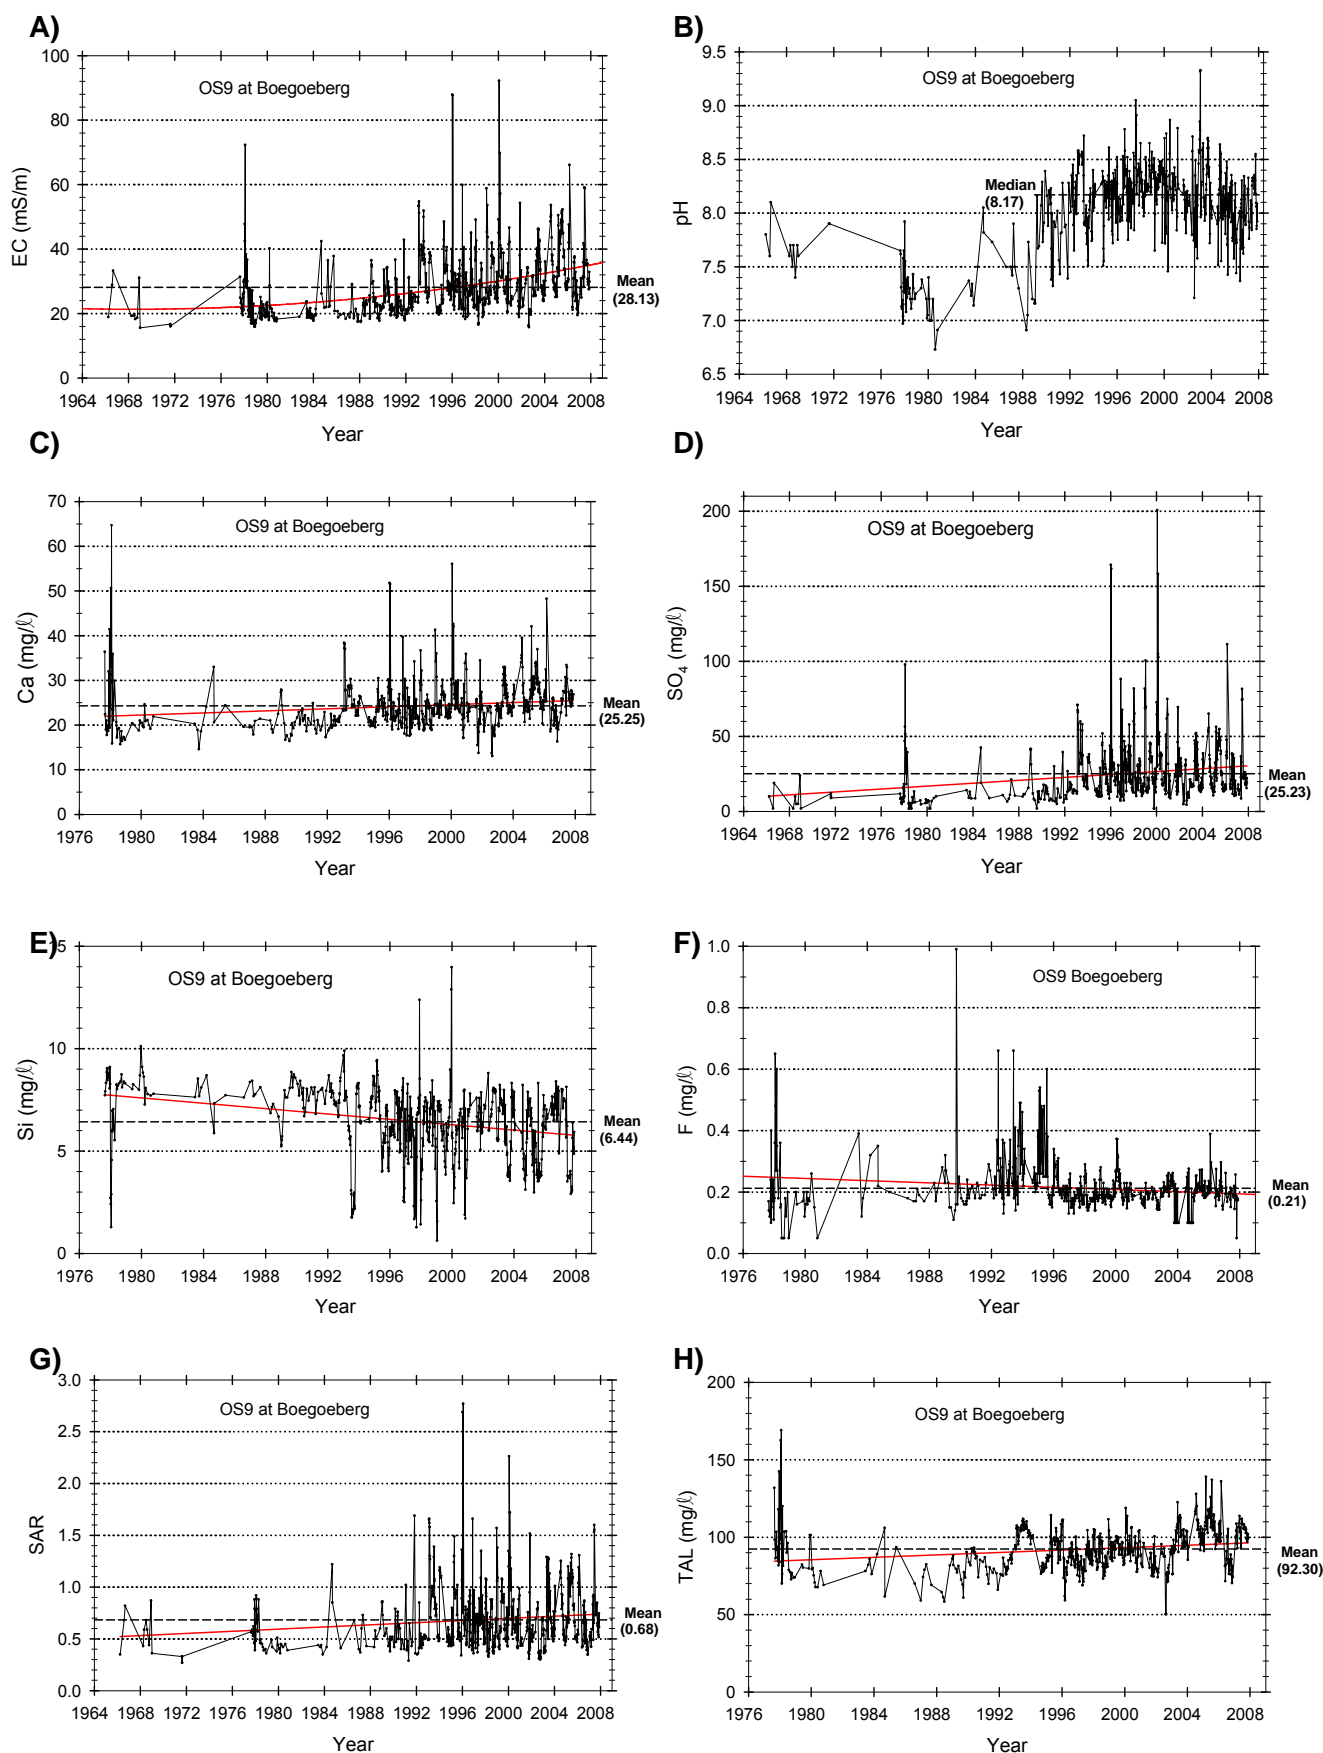 A)
OS9 at Boegoeberg
EC (mS/m)
100
80
60
40
20
0
Mean
(28.13)
1964 1968 1972 1976 1980 1984 1988 1992 1996 2000 2004 2008
Year
B)
OS9 at Boegoeberg
pH
9.5
9.0
8.5
8.0
7.5
7.0
6.5
Median
(8.17)
1964 1968 1972 1976 1980 1984 1988 1992 1996 2000 2004 2008
Year
C)
OS9 at Boegoeberg
Ca (mg/ℓ)
70
60
50
40
30
20
10
0
Mean
(25.25)
1976 1980 1984 1988 1992 1996 2000 2004 2008
Year
D)
OS9 at Boegoeberg
SO4 (mg/ℓ)
200
150
100
50
0
Mean
(25.23)
1964 1968 1972 1976 1980 1984 1988 1992 1996 2000 2004 2008
Year
E)
OS9 at Boegoeberg
Si (mg/ℓ)
15
10
5
0
Mean
(6.44)
1976 1980 1984 1988 1992 1996 2000 2004 2008
Year
F)
OS9 Boegoeberg
F (mg/ℓ)
1.0
0.8
0.6
0.4
0.2
0.0
Mean
(0.21)
1976 1980 1984 1988 1992 1996 2000 2004 2008
Year
G)
OS9 at Boegoeberg
SAR
3.0
2.5
2.0
1.5
1.0
0.5
0.0
Mean
(0.68)
1964 1968 1972 1976 1980 1984 1988 1992 1996 2000 2004 2008
Year
H)
OS9 at Boegoeberg
TAL (mg/ℓ)
200
150
100
50
0
Mean
(92.30)
1976 1980 1984 1988 1992 1996 2000 2004 2008
Year